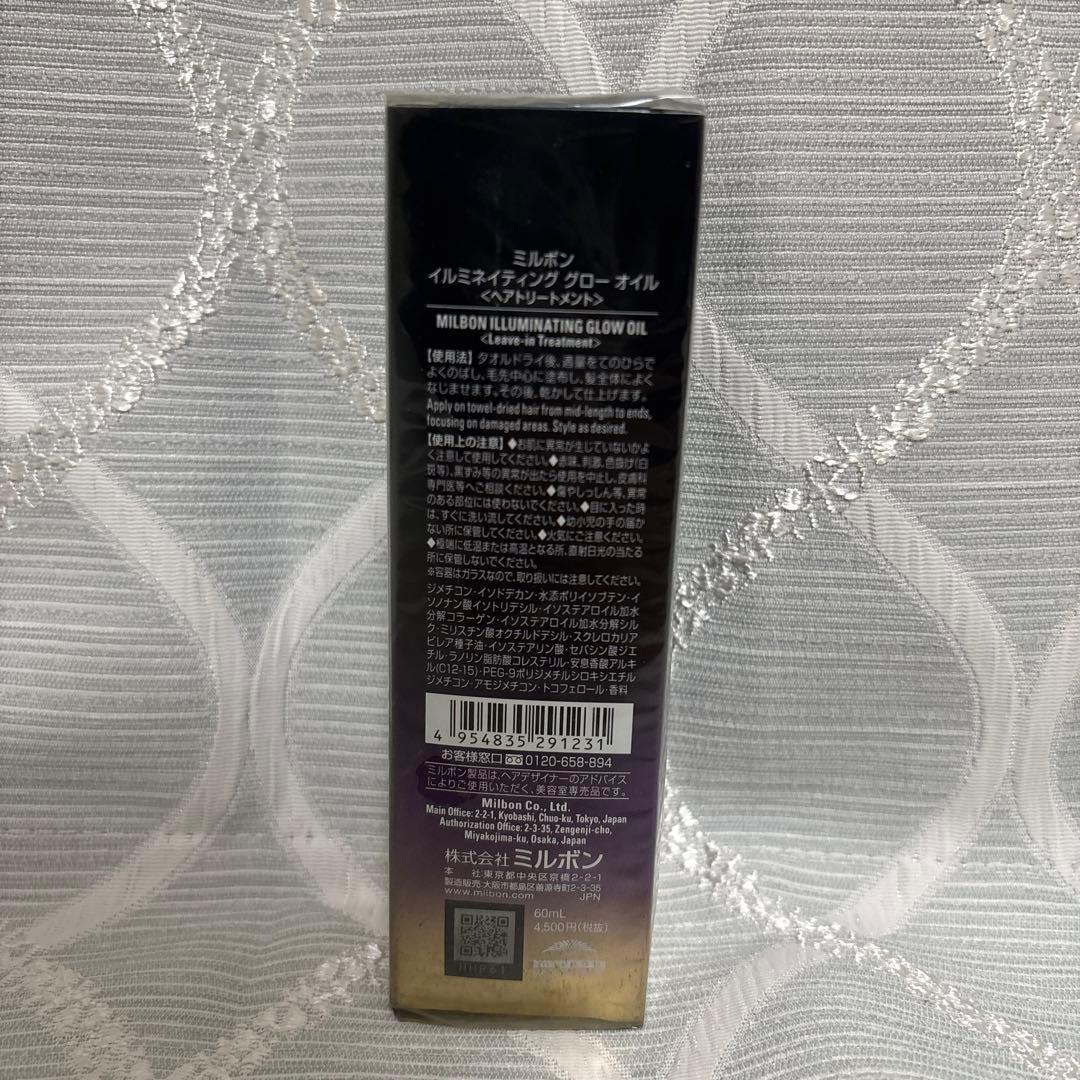 ミルボン
イルミネイティング グロー オイル
<ヘアトリートメント>
MILBON ILLUMINATING GLOW OIL
<Leave-in Treatment>
【使用法】タオルドライ後、適量をてのひらで
よくのばし、毛先中心に塗布し、髪全体によく
なじませます。その後、乾かして仕上げます。
Apply on towel-dried hair from mid-length to ends,
focusing on damaged areas. Style as desired.
【使用上の注意】◆お肌に異常が生じていないかよ
く注意して使用してください。◆赤味、刺激、色抜け(白
斑等)、黒ずみ等の異常が出たら使用を中止し、皮膚科
専門医等へご相談ください。◆傷やしっしん等、異常
のある部位には使わないでください。◆目に入った時
は、すぐに洗い流してください。◆幼小児の手の届か
ない所に保管してください。◆火気にご注意ください。
◆極端に低温または高温となる所、直射日光の当たる
所に保管しないでください。
※容器はガラスなので、取り扱いには注意してください。
ジメチコン・イソドデカン・水添ポリイソブテン・イ
ソノナン酸イソトリデシル・イソステアロイル加水
分解コラーゲン・イソステアロイル加水分解シル
ク・ミリスチン酸オクチルドデシル・スクレロカリア
ビレア種子油・イソステアリン酸・セバシン酸ジエ
チル・ラノリン脂肪酸コレステリル・安息香酸アルキ
ル(C12-15)・PEG-9ポリジメチルシロキシエチル
ジメチコン・アモジメチコン・トコフェロール・香料
4 954835 291231
お客様窓口 0120-658-894
ミルボン製品は、ヘアデザイナーのアドバイス
によりご使用いただく、美容室専売品です。
Milbon Co., Ltd.
Main Office: 2-2-1, Kyobashi, Chuo-ku, Tokyo, Japan
Authorization Office: 2-3-35, Zengenji-cho,
Miyakojima-ku, Osaka, Japan
株式会社 ミルボン
本 社:東京都中央区京橋2-2-1
製造販売:大阪市都島区善源寺町2-3-35
www.milbon.com JPN
60mL
4,500円(税抜)